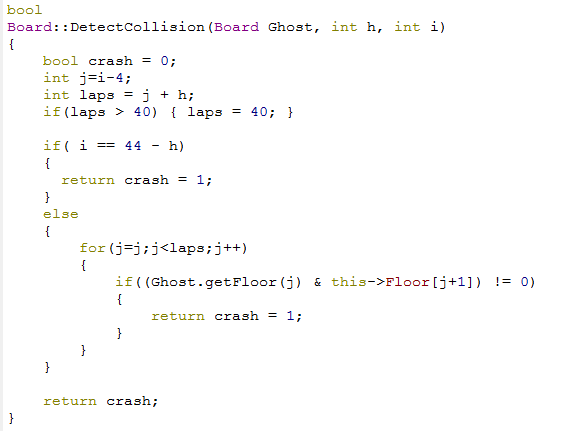 bool
Board::DetectCollision(Board Ghost, int h, int i)
{
    bool crash = 0;
    int j=i-4;
    int laps = j + h;
    if(laps > 40) { laps = 40; }

    if( i == 44 - h)
    {
      return crash = 1;
    }
    else
    {
        for(j=j;j<laps;j++)
        {
            if((Ghost.getFloor(j) & this->Floor[j+1]) != 0)
            {
                return crash = 1;
            }
        }
    }

    return crash;
}